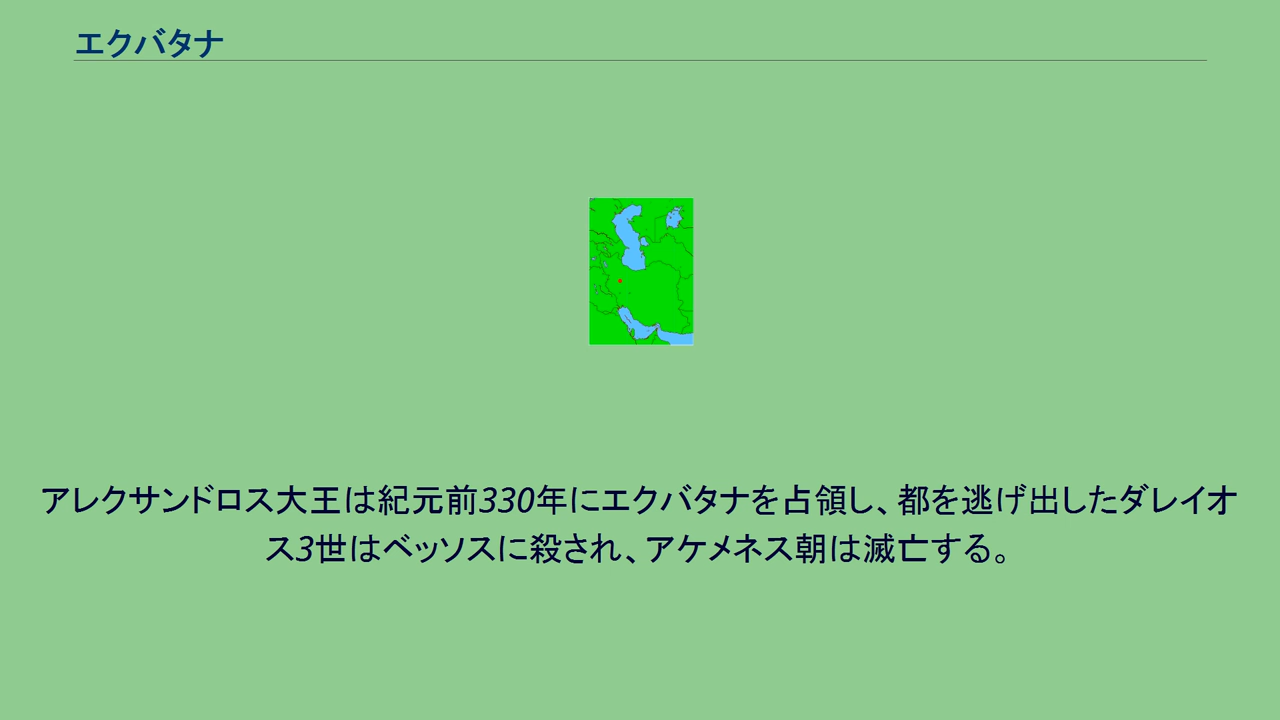 エクバタナ
アレクサンドロス大王は紀元前330年にエクバタナを占領し、都を逃げ出したダレイオ
ス3世はベッソスに殺され、アケメネス朝は滅亡する。